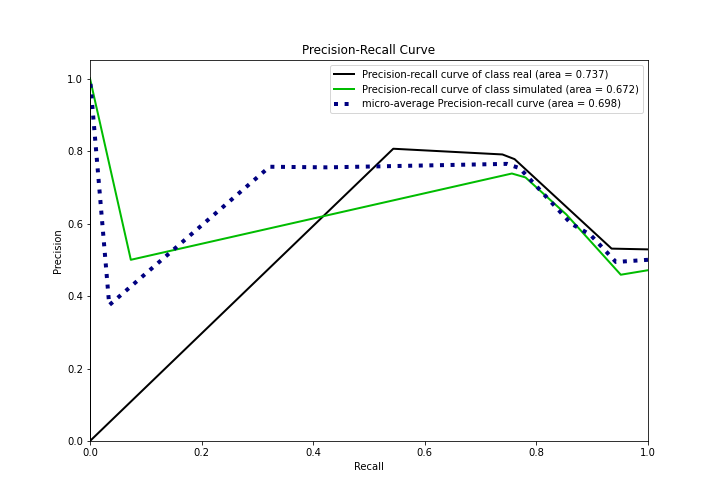 Precision-Recall Curve
Precision-recall curve of class real (area = 0.737)
Precision-recall curve of class simulated (area = 0.672)
micro-average Precision-recall curve (area = 0.698)
Precision
1.0
0.8
0.6
0.4
0.2
0.0
0.0 0.2 0.4 0.6 0.8 1.0
Recall